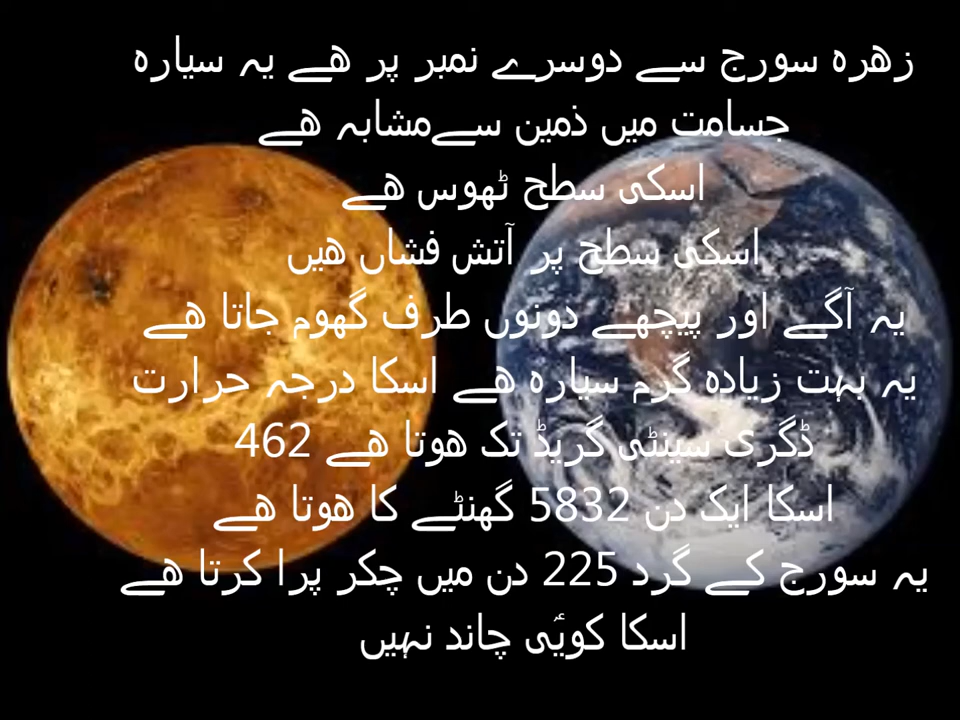 زھرہ سورج سے دوسرے نمبر پر ھے یہ سیارہ
جسامت میں ذمین سےمشابہ ھے
اسکی سطح ٹھوس ھے
اسکی سطح پر آتش فشاں ھیں
یہ آگے اور پیچھے دونوں طرف گھوم جاتا ھے
یہ بہت زیادہ گرم سیارہ ھے اسکا درجہ حرارت
ڈگری سینٹی گریڈ تک ھوتا ھے 462
اسکا ایک دن 5832 گھنٹے کا ھوتا ھے
یہ سورج کے گرد 225 دن میں چکر پرا کرتا ھے
اسکا کویؑی چاند نہیں